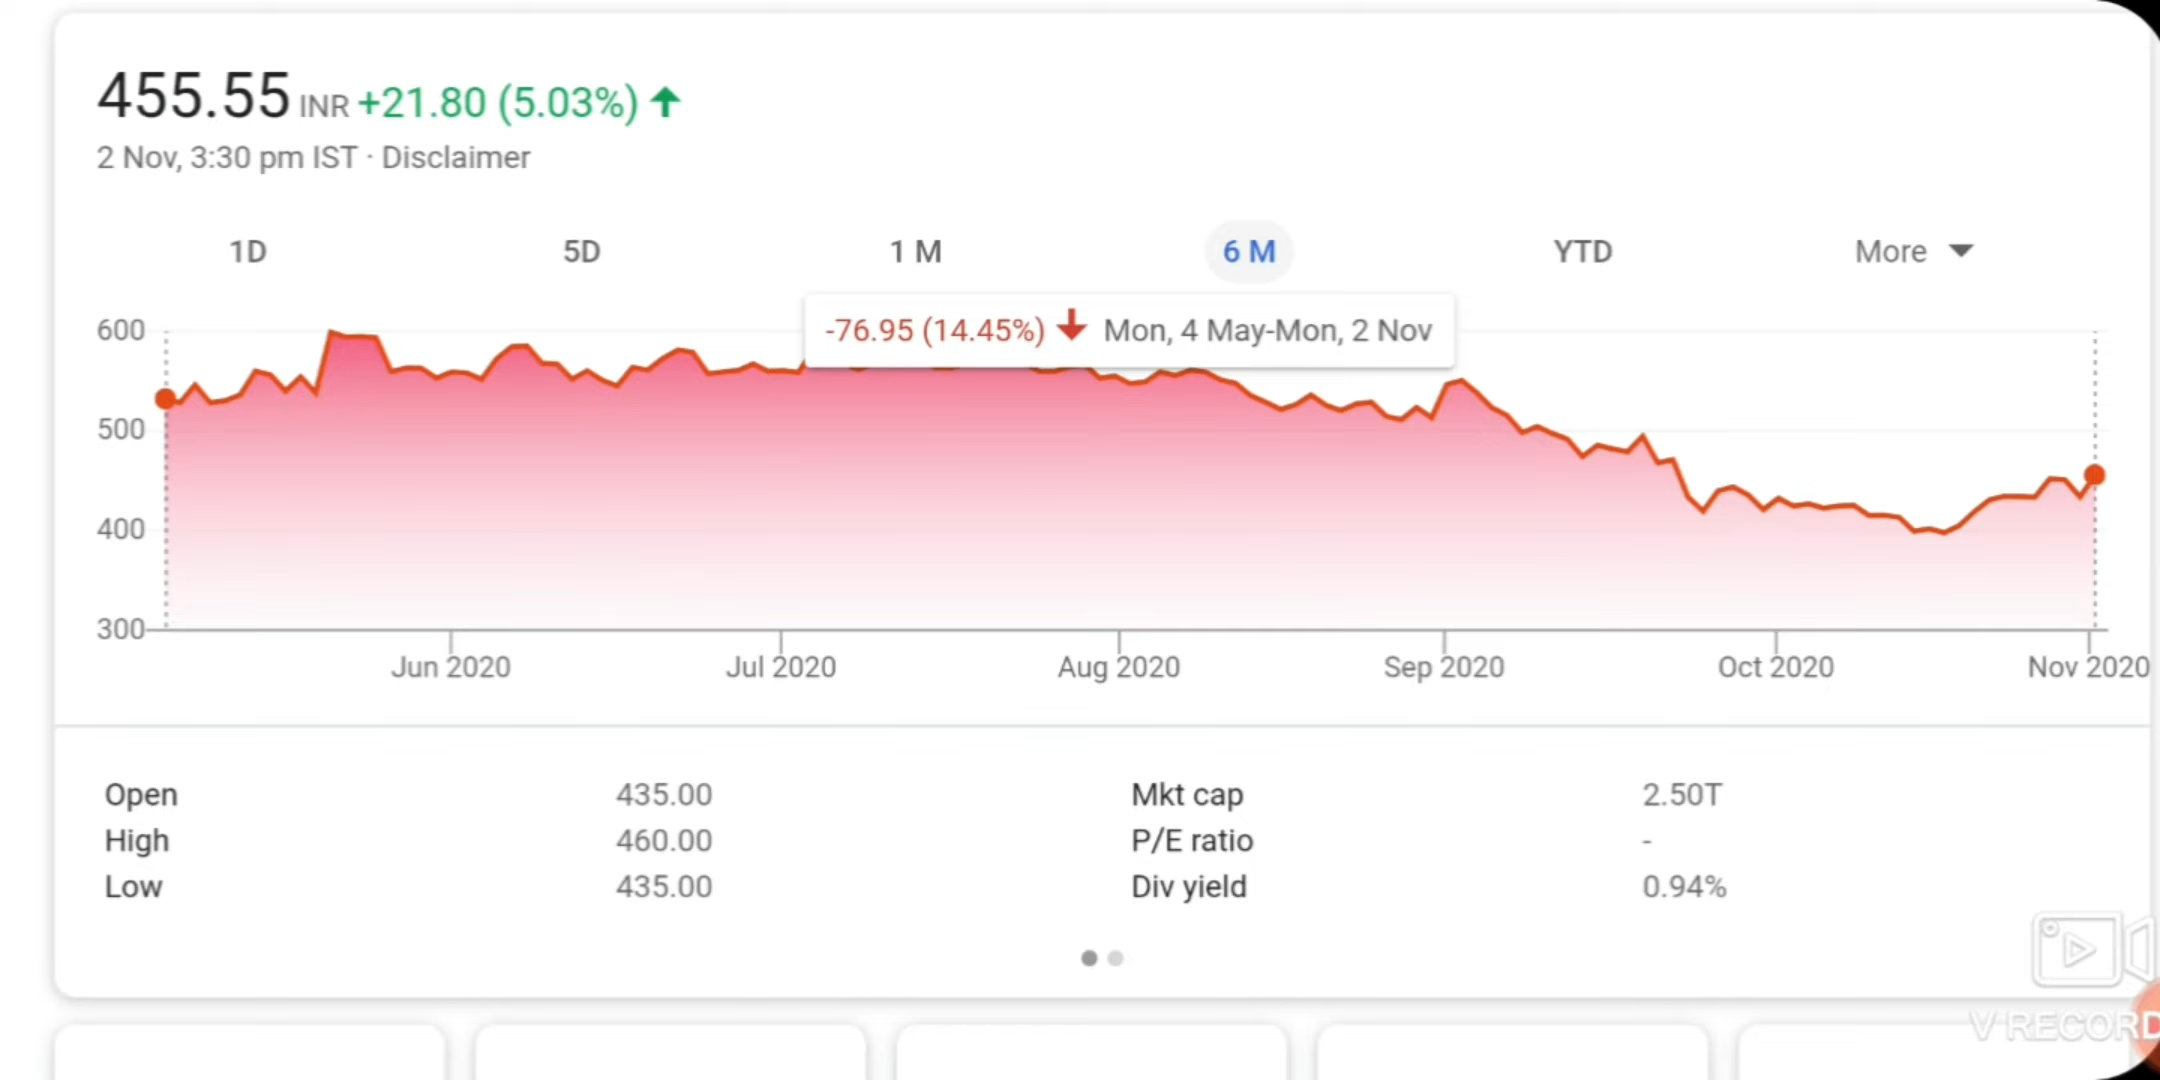 455.55 INR +21.80 (5.03%)
2 Nov, 3:30 pm IST · Disclaimer
1D 5D 1 M 6 M YTD More
-76.95 (14.45%) Mon, 4 May-Mon, 2 Nov
600
500
400
300
Jun 2020 Jul 2020 Aug 2020 Sep 2020 Oct 2020 Nov 2020
Open 435.00 Mkt cap 2.50T
High 460.00 P/E ratio -
Low 435.00 Div yield 0.94%
V RECORD